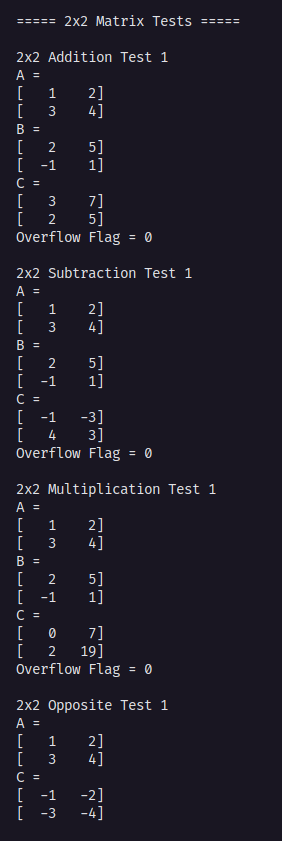 ===== 2x2 Matrix Tests =====

2x2 Addition Test 1
A =
[   1    2]
[   3    4]
B =
[   2    5]
[  -1    1]
C =
[   3    7]
[   2    5]
Overflow Flag = 0

2x2 Subtraction Test 1
A =
[   1    2]
[   3    4]
B =
[   2    5]
[  -1    1]
C =
[  -1   -3]
[   4    3]
Overflow Flag = 0

2x2 Multiplication Test 1
A =
[   1    2]
[   3    4]
B =
[   2    5]
[  -1    1]
C =
[   0    7]
[   2   19]
Overflow Flag = 0

2x2 Opposite Test 1
A =
[   1    2]
[   3    4]
C =
[  -1   -2]
[  -3   -4]